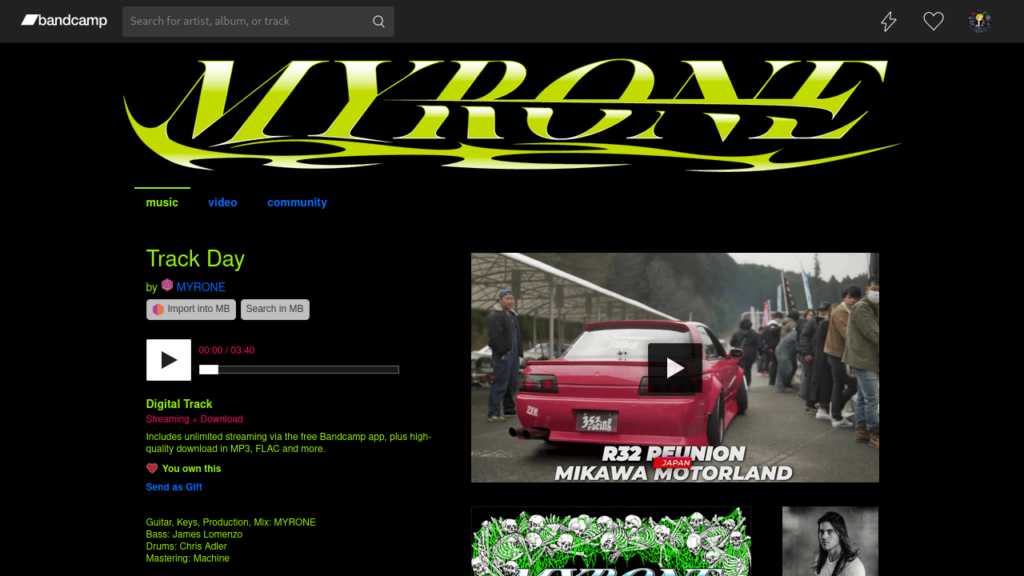 bandcamp
Search for artist, album, or track
MYRONE
music
video
community
Track Day
by MYRONE
Import into MB
Search in MB
00:00 / 03:40
Digital Track
Streaming + Download
Includes unlimited streaming via the free Bandcamp app, plus high-
quality download in MP3, FLAC and more.
You own this
Send as Gift
Guitar, Keys, Production, Mix: MYRONE
Bass: James Lomenzo
Drums: Chris Adler
Mastering: Machine
352
racing
R32 REUNION
JAPAN
MIKAWA MOTORLAND
MYRONE